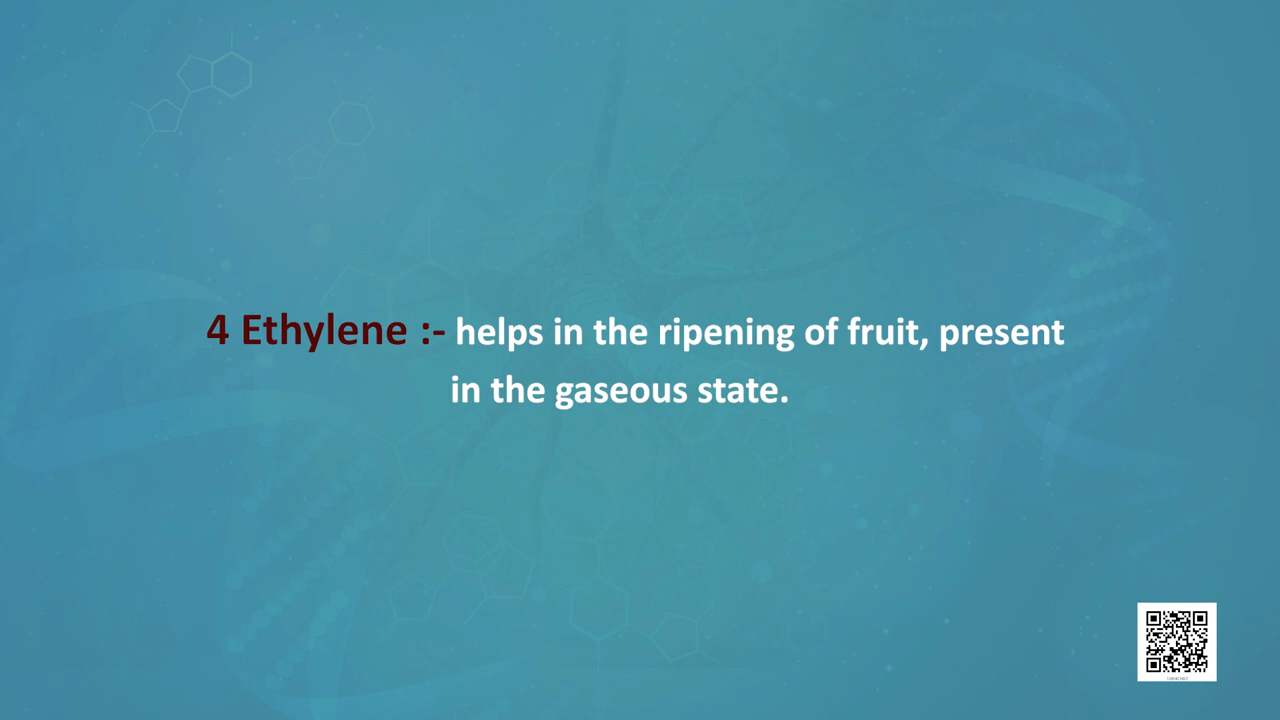 4 Ethylene :- helps in the ripening of fruit, present
in the gaseous state.